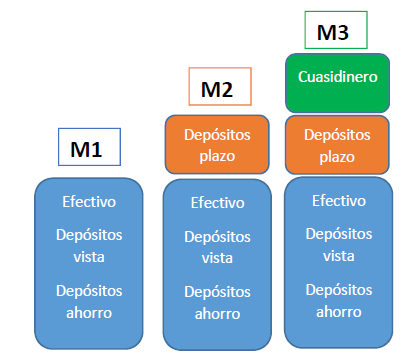 M1
Efectivo
Depósitos
vista
Depósitos
ahorro
M2
Depósitos
plazo
Efectivo
Depósitos
vista
Depósitos
ahorro
M3
Cuasidinero
Depósitos
plazo
Efectivo
Depósitos
vista
Depósitos
ahorro